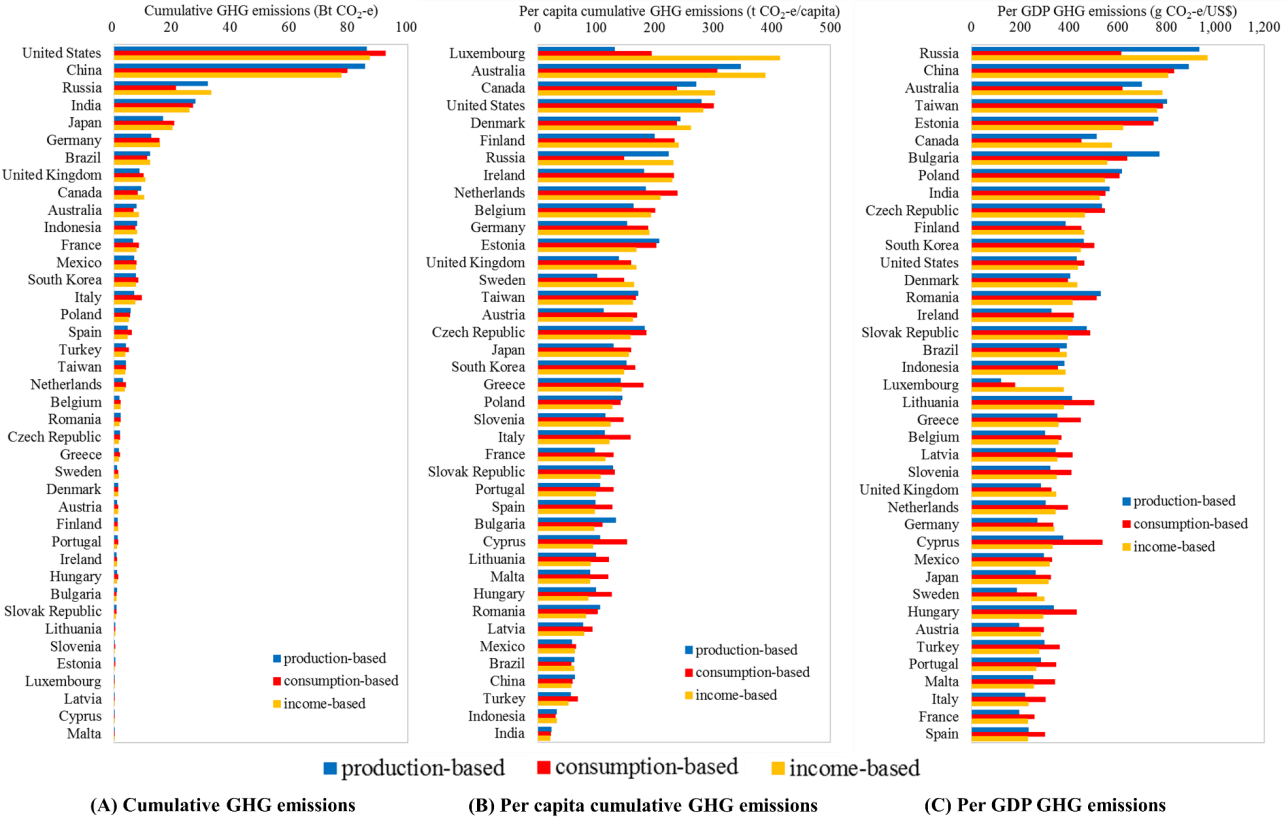 Cumulative GHG emissions (Bt CO2-e)
0 20 40 60 80 100
United States
China
Russia
India
Japan
Germany
Brazil
United Kingdom
Canada
Australia
Indonesia
France
Mexico
South Korea
Italy
Poland
Spain
Turkey
Taiwan
Netherlands
Belgium
Romania
Czech Republic
Greece
Sweden
Denmark
Austria
Finland
Portugal
Ireland
Hungary
Bulgaria
Slovak Republic
Lithuania
Slovenia
Estonia
Luxembourg
Latvia
Cyprus
Malta
production-based
consumption-based
income-based
Per capita cumulative GHG emissions (t CO2-e/capita)
0 100 200 300 400 500
Luxembourg
Australia
Canada
United States
Denmark
Finland
Russia
Ireland
Netherlands
Belgium
Germany
Estonia
United Kingdom
Sweden
Taiwan
Austria
Czech Republic
Japan
South Korea
Greece
Poland
Slovenia
Italy
France
Slovak Republic
Portugal
Spain
Bulgaria
Cyprus
Lithuania
Malta
Hungary
Romania
Latvia
Mexico
Brazil
China
Turkey
Indonesia
India
production-based
consumption-based
income-based
Per GDP GHG emissions (g CO2-e/US$)
0 200 400 600 800 1,000 1,200
Russia
China
Australia
Taiwan
Estonia
Canada
Bulgaria
Poland
India
Czech Republic
Finland
South Korea
United States
Denmark
Romania
Ireland
Slovak Republic
Brazil
Indonesia
Luxembourg
Lithuania
Greece
Belgium
Latvia
Slovenia
United Kingdom
Netherlands
Germany
Cyprus
Mexico
Japan
Sweden
Hungary
Austria
Turkey
Portugal
Malta
Italy
France
Spain
production-based
consumption-based
income-based
production-based consumption-based income-based
(A) Cumulative GHG emissions
(B) Per capita cumulative GHG emissions
(C) Per GDP GHG emissions